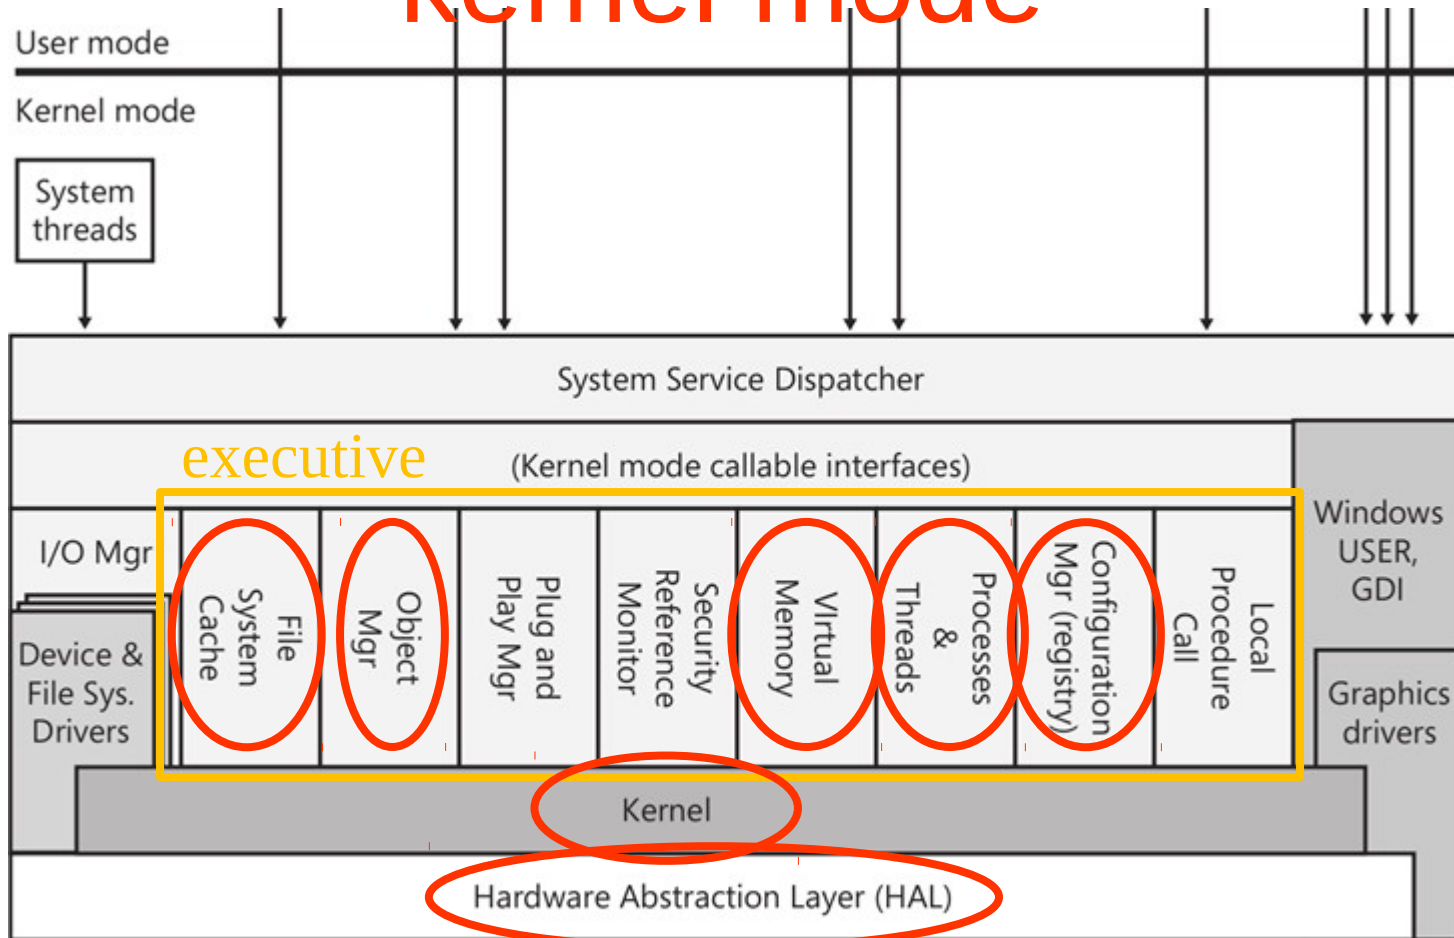 kernel mode
User mode
Kernel mode
System
threads
System Service Dispatcher
executive
(Kernel mode callable interfaces)
I/O Mgr
Device &
File Sys.
Drivers
File
System
Cache
Object
Mgr
Plug and
Play Mgr
Security
Reference
Monitor
VIrtual
Memory
Processes
&
Threads
Configuration
Mgr (registry)
Local
Procedure
Call
Windows
USER,
GDI
Graphics
drivers
Kernel
Hardware Abstraction Layer (HAL)